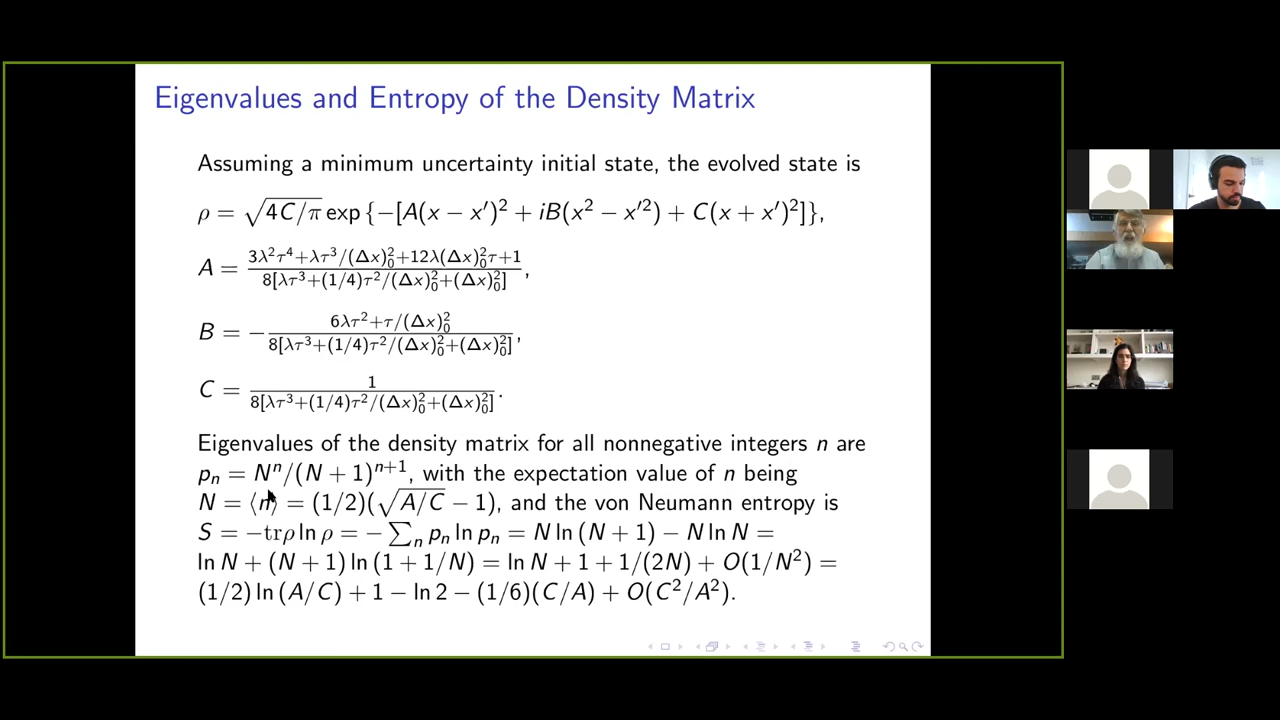 Eigenvalues and Entropy of the Density Matrix
Assuming a minimum uncertainty initial state, the evolved state is
ρ = √4C/π exp {−[A(x − x′)² + iB(x² − x′²) + C(x + x′)²]},
A = 3λ²τ⁴+λτ³/(Δx)₀²+12λ(Δx)₀²τ+1 / 8[λτ³+(1/4)τ²/(Δx)₀²+(Δx)₀²] ,
B = − 6λτ²+τ/(Δx)₀² / 8[λτ³+(1/4)τ²/(Δx)₀²+(Δx)₀²] ,
C = 1 / 8[λτ³+(1/4)τ²/(Δx)₀²+(Δx)₀²] .
Eigenvalues of the density matrix for all nonnegative integers n are
pₙ = Nⁿ/(N + 1)ⁿ⁺¹, with the expectation value of n being
N = ⟨n⟩ = (1/2)(√A/C − 1), and the von Neumann entropy is
S = −trρ ln ρ = − ∑ₙ pₙ ln pₙ = N ln (N + 1) − N ln N =
ln N + (N + 1) ln (1 + 1/N) = ln N + 1 + 1/(2N) + O(1/N²) =
(1/2) ln (A/C) + 1 − ln 2 − (1/6)(C/A) + O(C²/A²).